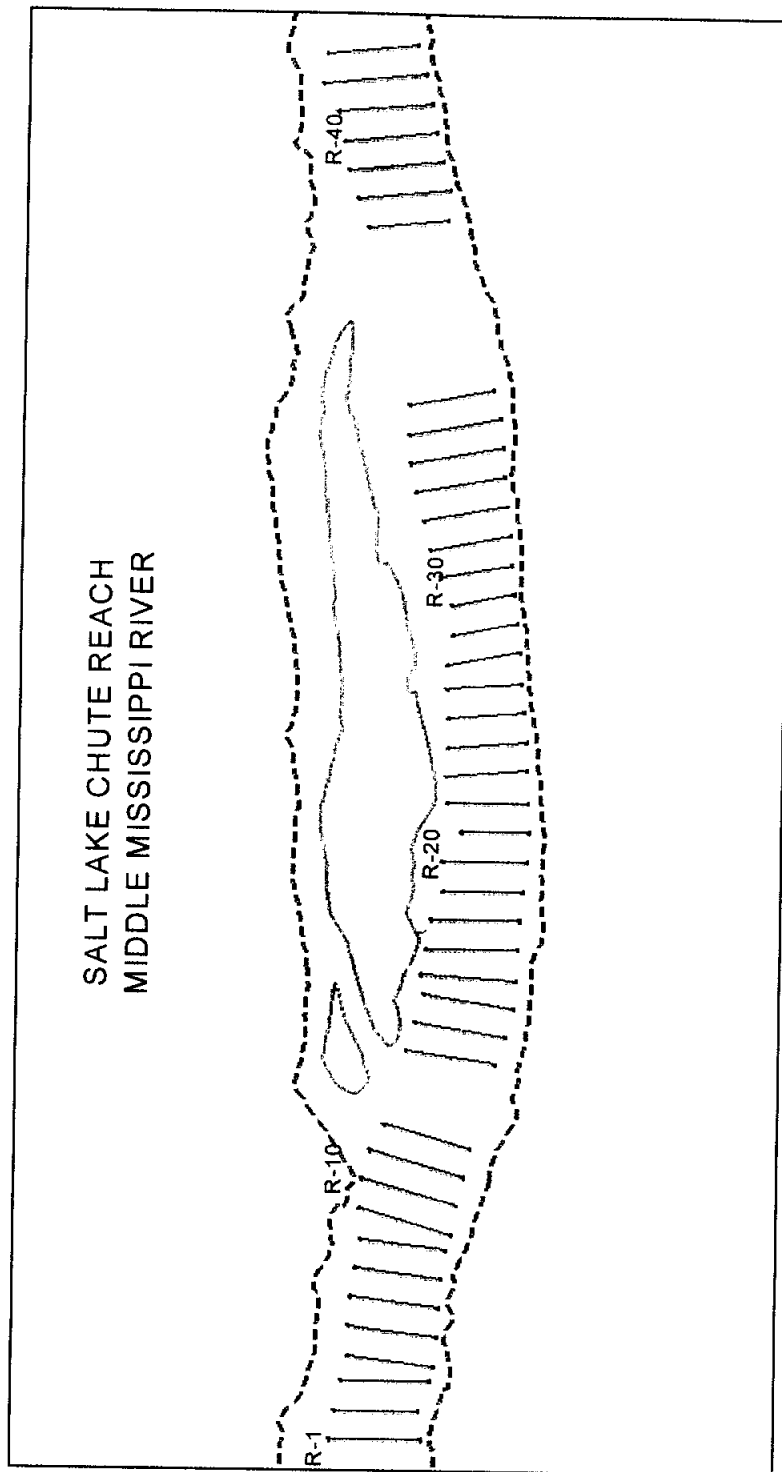 SALT LAKE CHUTE REACH
MIDDLE MISSISSIPPI RIVER
R-1
R-10
R-20
R-30
R-40